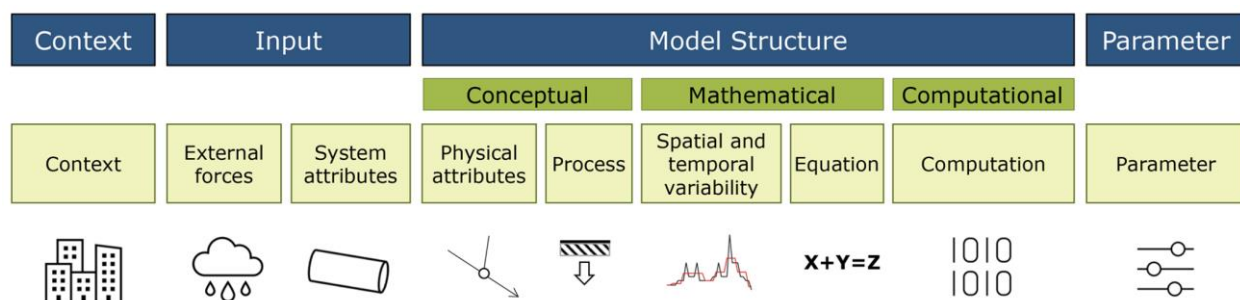 Context
Input
Model Structure
Parameter
Conceptual
Mathematical
Computational
Context
External
forces
System
attributes
Physical
attributes
Process
Spatial and
temporal
variability
Equation
Computation
Parameter
X+Y=Z
1010
1010